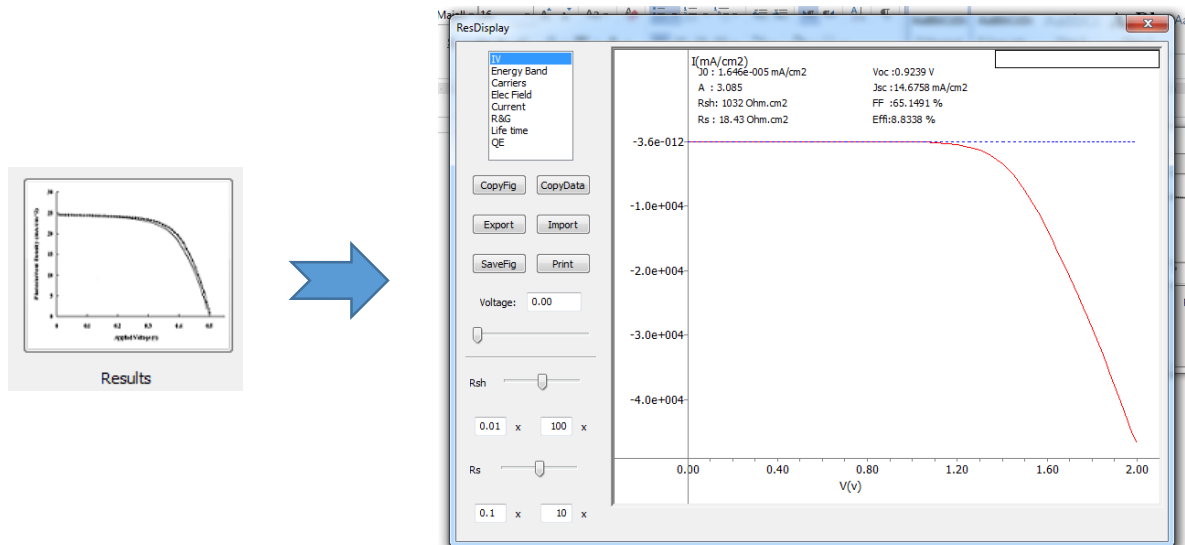 ResDisplay
IV
Energy Band
Carriers
Elec Field
Current
R&G
Life time
QE
CopyFig CopyData
Export Import
SaveFig Print
Voltage: 0.00
Rsh
0.01 x 100 x
Rs
0.1 x 10 x
I(mA/cm2)
J0 : 1.646e-005 mA/cm2 Voc :0.9239 V
A : 3.085 Jsc :14.6758 mA/cm2
Rsh: 1032 Ohm.cm2 FF :65.1491 %
Rs : 18.43 Ohm.cm2 Effi:8.8338 %
-3.6e-012
-1.0e+004
-2.0e+004
-3.0e+004
-4.0e+004
0.00 0.40 0.80 1.20 1.60 2.00
V(v)
Applied Voltage(V)
Results